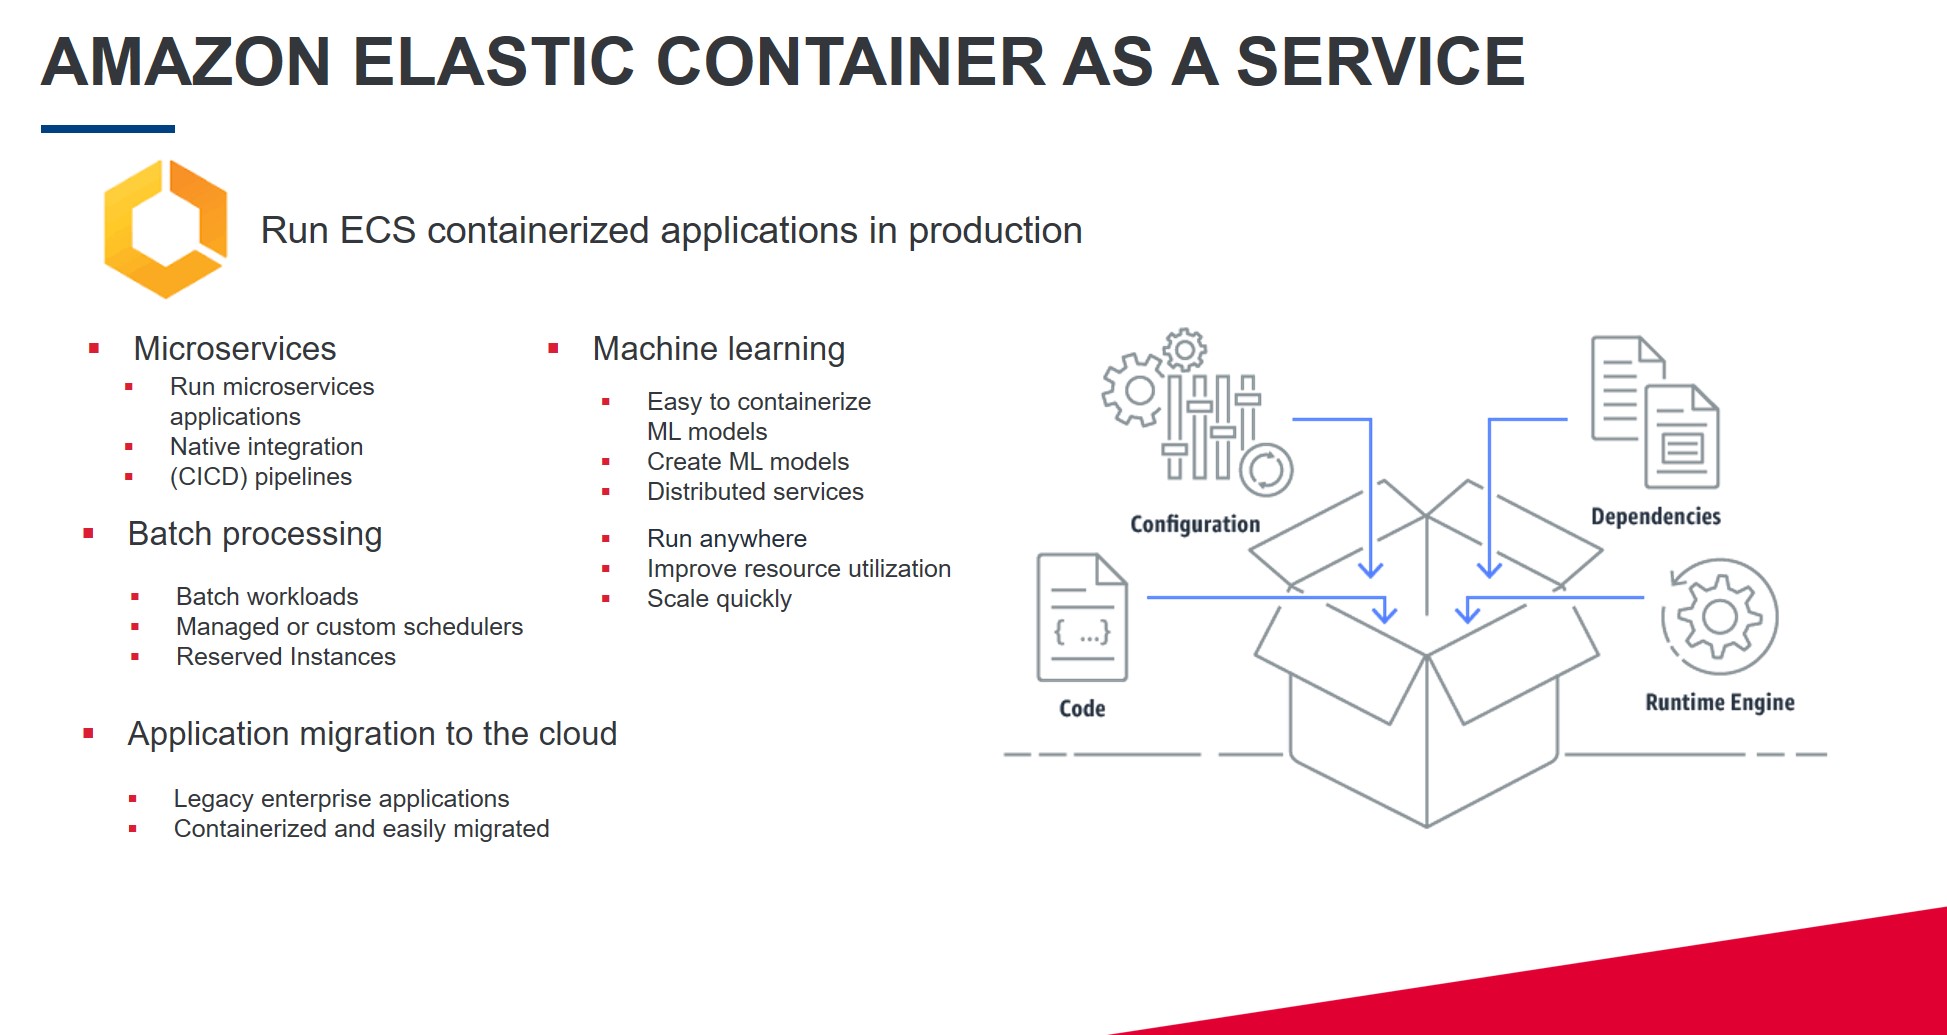 AMAZON ELASTIC CONTAINER AS A SERVICE
Run ECS containerized applications in production
Microservices
Run microservices
applications
Native integration
(CICD) pipelines
Batch processing
Batch workloads
Managed or custom schedulers
Reserved Instances
Application migration to the cloud
Legacy enterprise applications
Containerized and easily migrated
Machine learning
Easy to containerize
ML models
Create ML models
Distributed services
Run anywhere
Improve resource utilization
Scale quickly
Configuration
Dependencies
{ ...}
Code
Runtime Engine